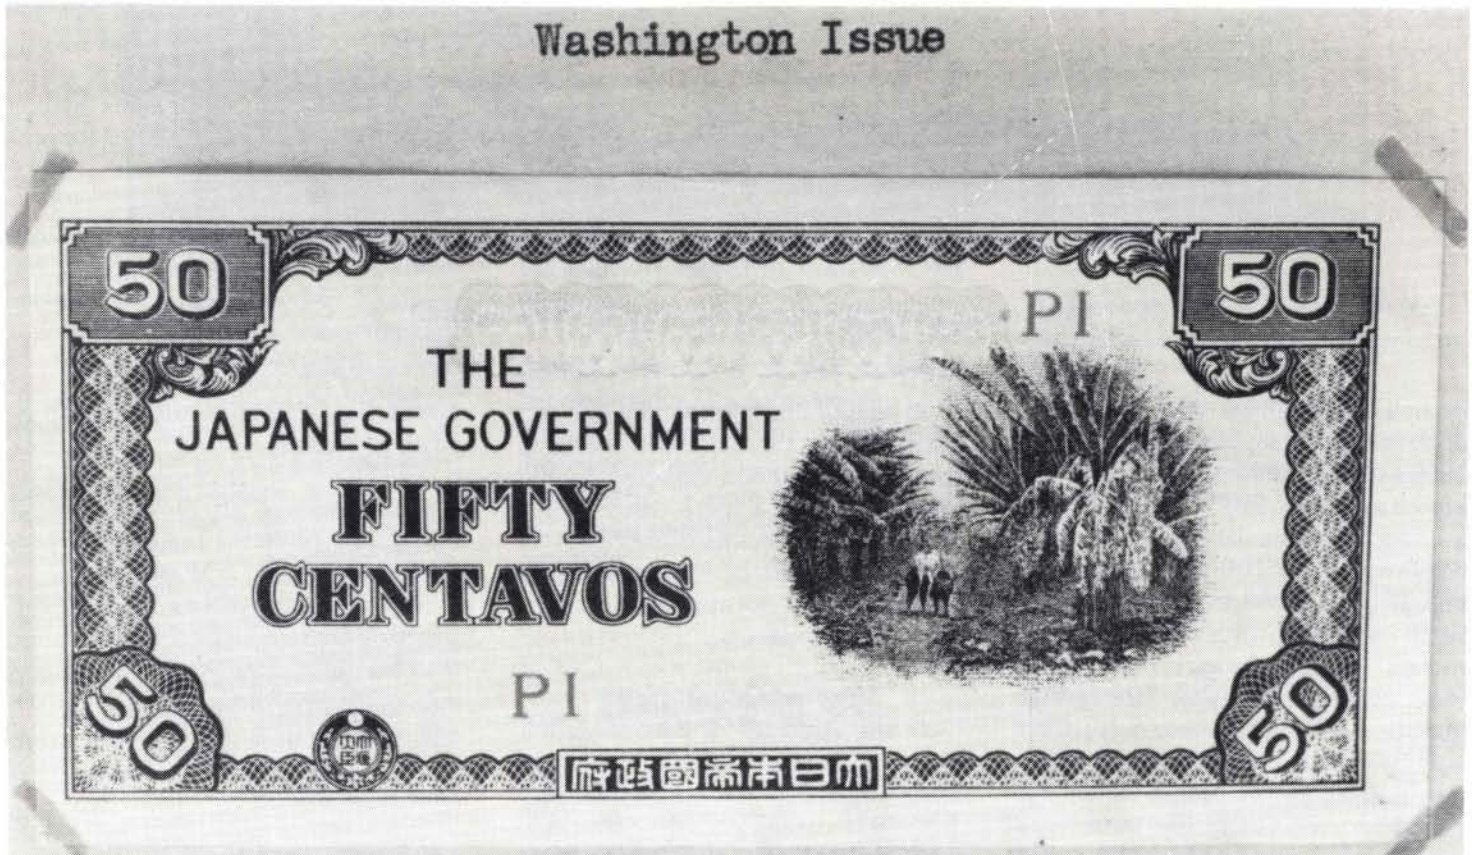 Washington Issue
50
50
PI
THE
JAPANESE GOVERNMENT
FIFTY
CENTAVOS
PI
50
50
府政國帝本日大